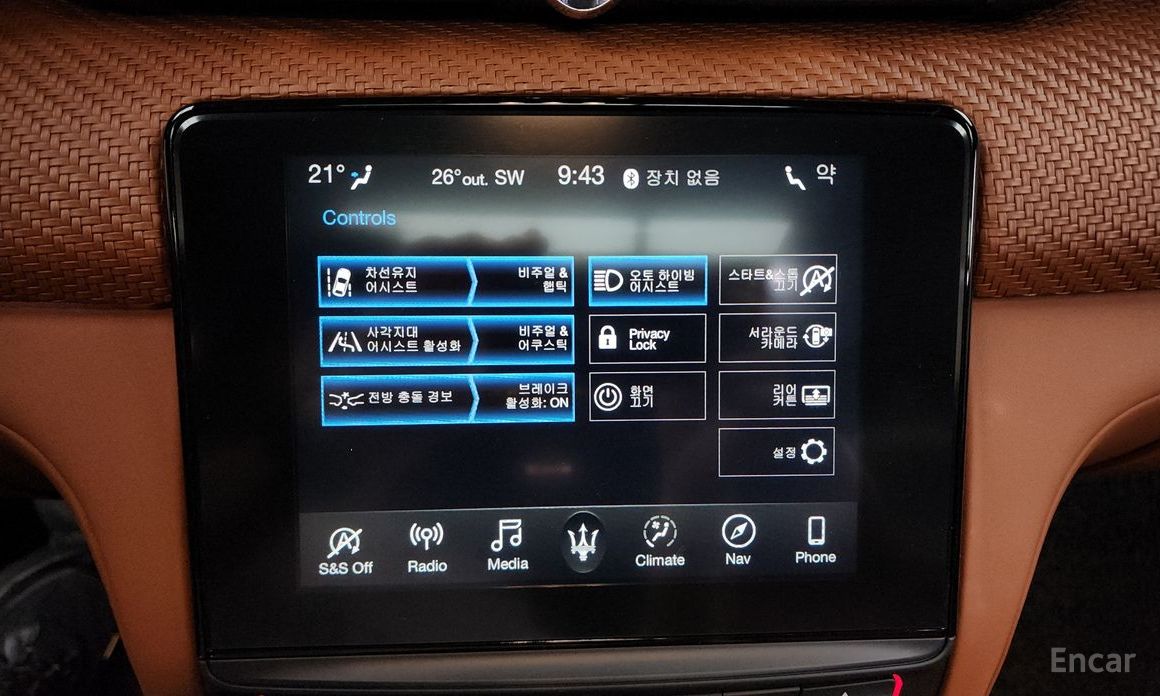 21°
26°out. SW
9:43
장치 없음
약
Controls
차선유지
어시스트
비주얼 &
햅틱
오토 하이빔
어시스트
스타트&스톱
끄기
사각지대
어시스트 활성화
비주얼 &
어쿠스틱
Privacy
Lock
서라운드
카메라
전방 충돌 경보
브레이크
활성화: ON
화면
끄기
리어
커튼
설정
S&S Off
Radio
Media
Climate
Nav
Phone
Encar